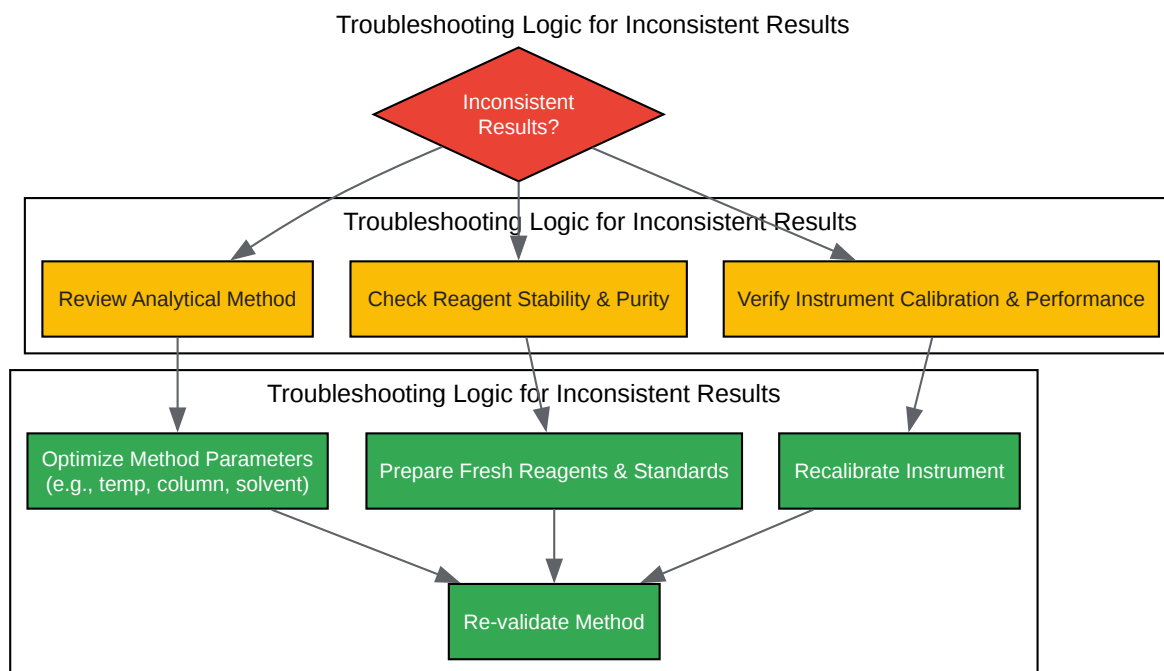 Troubleshooting Logic for Inconsistent Results
Inconsistent
Results?
Troubleshooting Logic for Inconsistent Results
Review Analytical Method
Check Reagent Stability & Purity
Verify Instrument Calibration & Performance
Troubleshooting Logic for Inconsistent Results
Optimize Method Parameters
(e.g., temp, column, solvent)
Prepare Fresh Reagents & Standards
Recalibrate Instrument
Re-validate Method